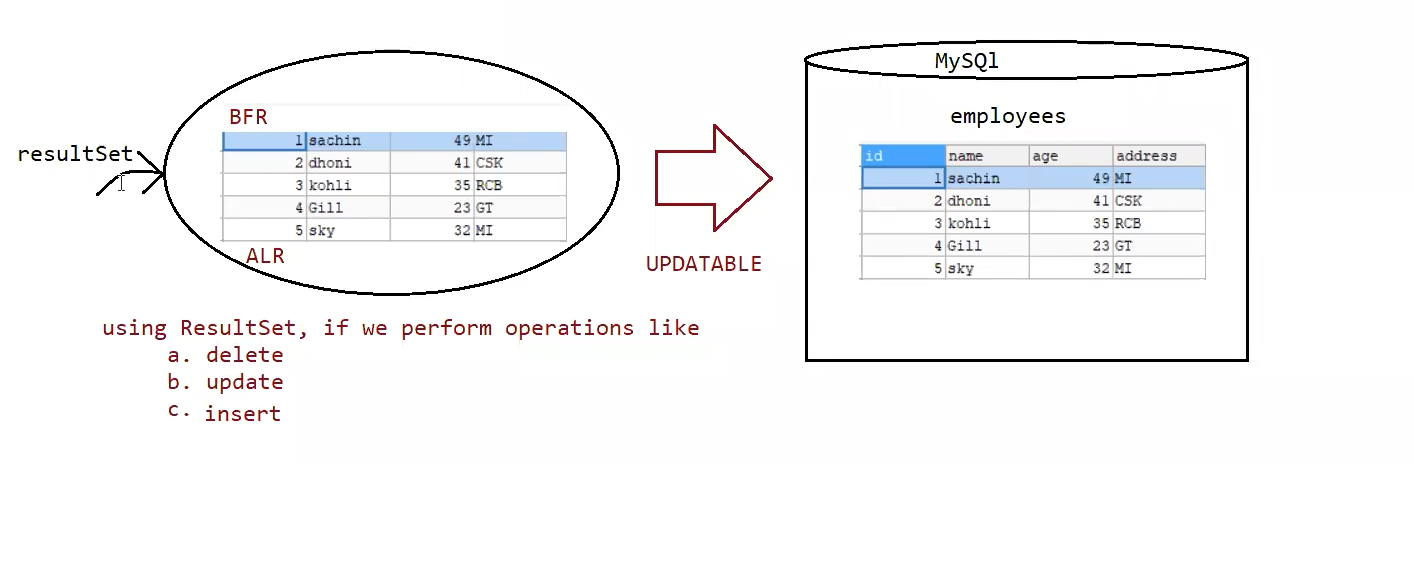 resultSet
BFR
1 sachin 49 MI
2 dhoni 41 CSK
3 kohli 35 RCB
4 Gill 23 GT
5 sky 32 MI
ALR
UPDATABLE
MySQl
employees
id name age address
1 sachin 49 MI
2 dhoni 41 CSK
3 kohli 35 RCB
4 Gill 23 GT
5 sky 32 MI
using ResultSet, if we perform operations like
a. delete
b. update
c. insert